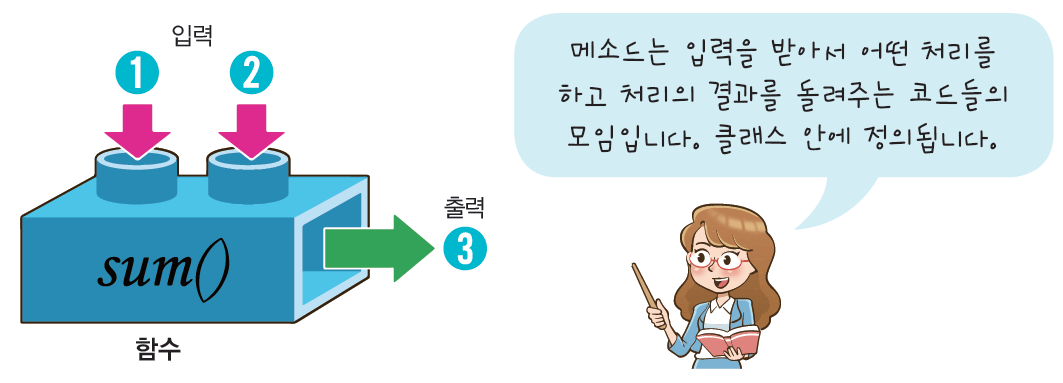 입력
1 2
sum()
출력
3
함수
메소드는 입력을 받아서 어떤 처리를
하고 처리의 결과를 돌려주는 코드들의
모임입니다. 클래스 안에 정의됩니다.